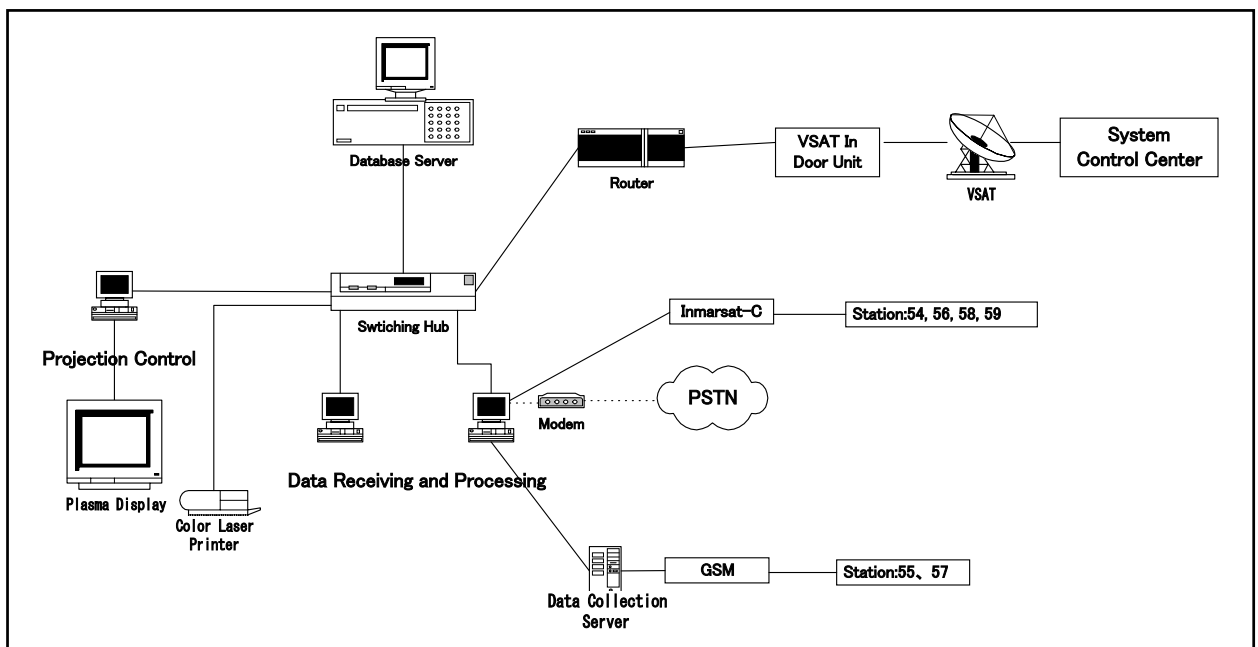 Database Server
Router
VSAT In
Door Unit
VSAT
System
Control Center
Swtiching Hub
Projection Control
Inmarsat-C
Station:54, 56, 58, 59
PSTN
Modem
Plasma Display
Color Laser
Printer
Data Receiving and Processing
Data Collection
Server
GSM
Station:55、57